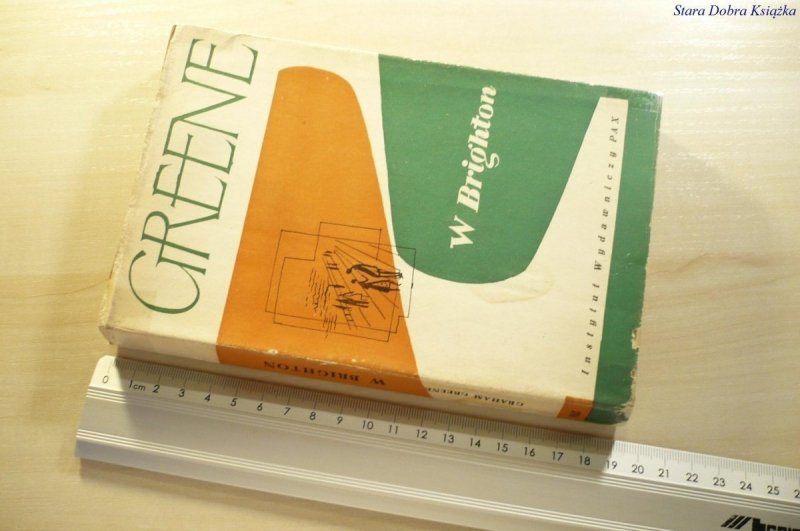 Stara Dobra Książka
GREENE
W Brighton
Instytut Wydawniczy PAX
W BRIGHTON
GRAHAM GREENE
0 1cm 2 3 4 5 6 7 8 9 10 11 12 13 14 15 16 17 18 19 20 21 22 23 24 25